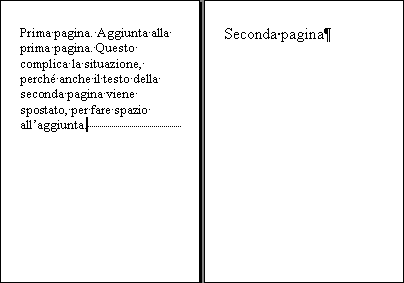 Prima pagina. Aggiunta alla
prima pagina. Questo
complica la situazione,
perché anche il testo della
seconda pagina viene
spostato, per fare spazio
all'aggiunta.
Seconda pagina¶